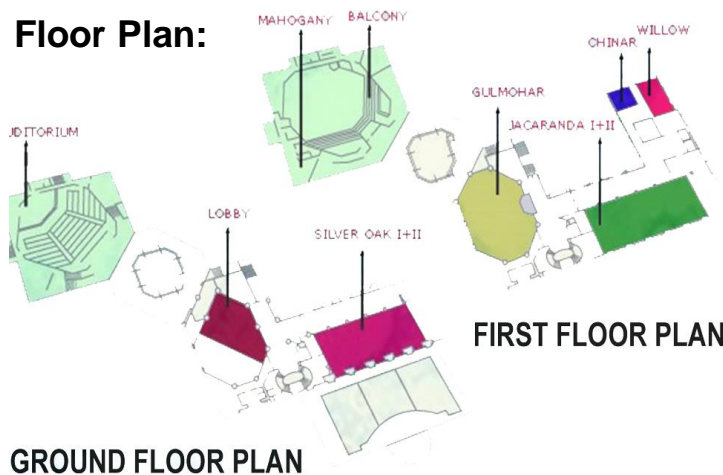 Floor Plan:
MAHOGANY
BALCONY
WILLOW
CHINAR
GULMOHAR
JACARANDA I+II
UDITORIUM
LOBBY
SILVER OAK I+II
FIRST FLOOR PLAN
GROUND FLOOR PLAN